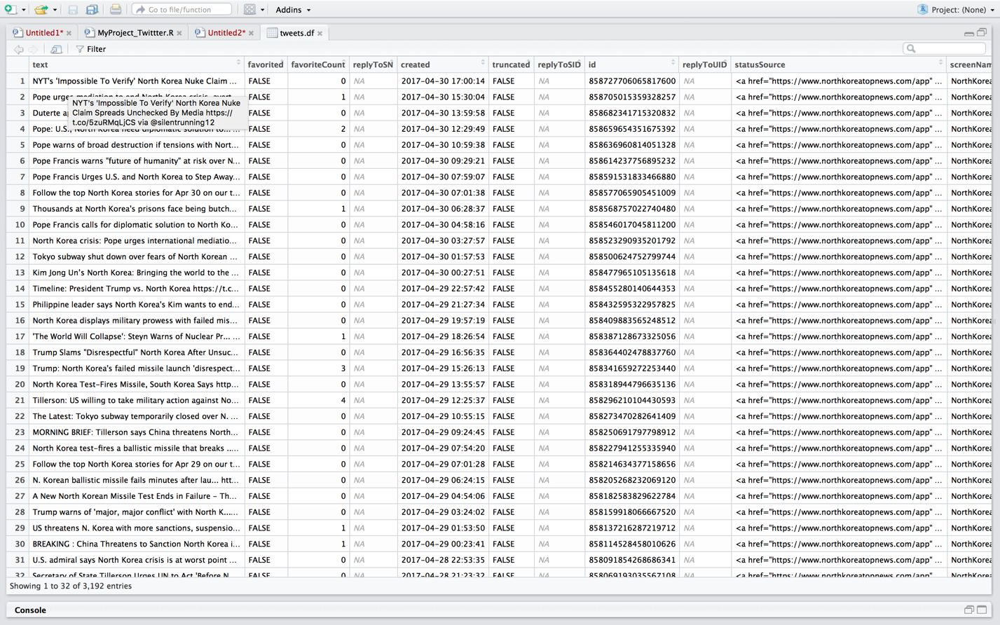 Go to file/function Addins Project: (None)
Untitled1* MyProject_Twittter.R Untitled2* tweets.df
Filter
text favorited favoriteCount replyToSN created truncated replyToSID id replyToUID statusSource screenNam
1 NYT's 'Impossible To Verify' North Korea Nuke Claim ... FALSE 0 NA 2017-04-30 17:00:14 FALSE NA 858727706065817600 NA <a href="https://www.northkoreatopnews.com/app" ... NorthKorea
2 Pope urges mediation to end North Korea crisis, avert FALSE 1 NA 2017-04-30 15:30:04 FALSE NA 858705015359328257 NA <a href="https://www.northkoreatopnews.com/app" ... NorthKorea
NYT's 'Impossible To Verify' North Korea Nuke
Claim Spreads Unchecked By Media https://
t.co/5zuRMqLjCS via @silentrunning12
3 Duterte a FALSE 0 NA 2017-04-30 13:59:58 FALSE NA 858682341715320832 NA <a href="https://www.northkoreatopnews.com/app" ... NorthKorea
4 Pope: U.S., North Korea need diplomatic solution to... FALSE 2 NA 2017-04-30 12:29:49 FALSE NA 858659654351675392 NA <a href="https://www.northkoreatopnews.com/app" ... NorthKorea
5 Pope warns of broad destruction if tensions with Nort... FALSE 0 NA 2017-04-30 10:59:38 FALSE NA 858636960814051328 NA <a href="https://www.northkoreatopnews.com/app" ... NorthKorea
6 Pope Francis warns "future of humanity" at risk over N... FALSE 0 NA 2017-04-30 09:29:21 FALSE NA 858614237756895232 NA <a href="https://www.northkoreatopnews.com/app" ... NorthKorea
7 Pope Francis Urges U.S. and North Korea to Step Away... FALSE 0 NA 2017-04-30 07:59:07 FALSE NA 858591531833466880 NA <a href="https://www.northkoreatopnews.com/app" ... NorthKorea
8 Follow the top North Korea stories for Apr 30 on our t... FALSE 0 NA 2017-04-30 07:01:38 FALSE NA 858577065905451009 NA <a href="https://www.northkoreatopnews.com/app" ... NorthKorea
9 Thousands at North Korea's prisons face being butch... FALSE 1 NA 2017-04-30 06:28:37 FALSE NA 858568757022740480 NA <a href="https://www.northkoreatopnews.com/app" ... NorthKorea
10 Pope Francis calls for diplomatic solution to North Ko... FALSE 0 NA 2017-04-30 04:58:16 FALSE NA 858546017045811200 NA <a href="https://www.northkoreatopnews.com/app" ... NorthKorea
11 North Korea crisis: Pope urges international mediatio... FALSE 0 NA 2017-04-30 03:27:57 FALSE NA 858523290935201792 NA <a href="https://www.northkoreatopnews.com/app" ... NorthKorea
12 Tokyo subway shut down over fears of North Korean ... FALSE 0 NA 2017-04-30 01:57:53 FALSE NA 858500624752799744 NA <a href="https://www.northkoreatopnews.com/app" ... NorthKorea
13 Kim Jong Un's North Korea: Bringing the world to the ... FALSE 0 NA 2017-04-30 00:27:51 FALSE NA 858477965105135618 NA <a href="https://www.northkoreatopnews.com/app" ... NorthKorea
14 Timeline: President Trump vs. North Korea https://t.c... FALSE 0 NA 2017-04-29 22:57:42 FALSE NA 858455280140644353 NA <a href="https://www.northkoreatopnews.com/app" ... NorthKorea
15 Philippine leader says North Korea's Kim wants to end... FALSE 0 NA 2017-04-29 21:27:34 FALSE NA 858432595322957825 NA <a href="https://www.northkoreatopnews.com/app" ... NorthKorea
16 North Korea displays military prowess with failed mis... FALSE 0 NA 2017-04-29 19:57:19 FALSE NA 858409883565248512 NA <a href="https://www.northkoreatopnews.com/app" ... NorthKorea
17 'The World Will Collapse': Steyn Warns of Nuclear Pr... FALSE 1 NA 2017-04-29 18:26:54 FALSE NA 858387128673325056 NA <a href="https://www.northkoreatopnews.com/app" ... NorthKorea
18 Trump Slams "Disrespectful" North Korea After Unsuc... FALSE 0 NA 2017-04-29 16:56:35 FALSE NA 858364402478837760 NA <a href="https://www.northkoreatopnews.com/app" ... NorthKorea
19 Trump: North Korea's failed missile launch 'disrespect... FALSE 3 NA 2017-04-29 15:26:13 FALSE NA 858341659272253440 NA <a href="https://www.northkoreatopnews.com/app" ... NorthKorea
20 North Korea Test-Fires Missile, South Korea Says http... FALSE 0 NA 2017-04-29 13:55:57 FALSE NA 858318944796635136 NA <a href="https://www.northkoreatopnews.com/app" ... NorthKorea
21 Tillerson: US willing to take military action against No... FALSE 4 NA 2017-04-29 12:25:37 FALSE NA 858296210104430593 NA <a href="https://www.northkoreatopnews.com/app" ... NorthKorea
22 The Latest: Tokyo subway temporarily closed over N. ... FALSE 0 NA 2017-04-29 10:55:15 FALSE NA 858273470282641409 NA <a href="https://www.northkoreatopnews.com/app" ... NorthKorea
23 MORNING BRIEF: Tillerson says China threatens North... FALSE 0 NA 2017-04-29 09:24:45 FALSE NA 858250691797798912 NA <a href="https://www.northkoreatopnews.com/app" ... NorthKorea
24 North Korea test-fires a ballistic missile that breaks .... FALSE 0 NA 2017-04-29 07:54:20 FALSE NA 858227941255335940 NA <a href="https://www.northkoreatopnews.com/app" ... NorthKorea
25 Follow the top North Korea stories for Apr 29 on our t... FALSE 0 NA 2017-04-29 07:01:28 FALSE NA 858214634377158656 NA <a href="https://www.northkoreatopnews.com/app" ... NorthKorea
26 N. Korean ballistic missile fails minutes after lau... htt... FALSE 0 NA 2017-04-29 06:24:15 FALSE NA 858205268232069120 NA <a href="https://www.northkoreatopnews.com/app" ... NorthKorea
27 A New North Korean Missile Test Ends in Failure - Th... FALSE 0 NA 2017-04-29 04:54:06 FALSE NA 858182583829622784 NA <a href="https://www.northkoreatopnews.com/app" ... NorthKorea
28 Trump warns of 'major, major conflict' with North K...... FALSE 0 NA 2017-04-29 03:24:02 FALSE NA 858159918066667520 NA <a href="https://www.northkoreatopnews.com/app" ... NorthKorea
29 US threatens N. Korea with more sanctions, suspensio... FALSE 1 NA 2017-04-29 01:53:50 FALSE NA 858137216287219712 NA <a href="https://www.northkoreatopnews.com/app" ... NorthKorea
30 BREAKING : China Threatens to Sanction North Korea i... FALSE 1 NA 2017-04-29 00:23:41 FALSE NA 858114528458010626 NA <a href="https://www.northkoreatopnews.com/app" ... NorthKorea
31 U.S. admiral says North Korea crisis is at worst point ... FALSE 0 NA 2017-04-28 22:53:35 FALSE NA 858091854268686341 NA <a href="https://www.northkoreatopnews.com/app" ... NorthKorea
32 Secretary of State Tillerson Urges UN to Act 'Before N FALSE 0 NA 2017-04-28 21:23:32 FALSE NA 858069193035567108 NA <a href="https://www.northkoreatopnews.com/app" ... NorthKorea
Showing 1 to 32 of 3,192 entries
Console